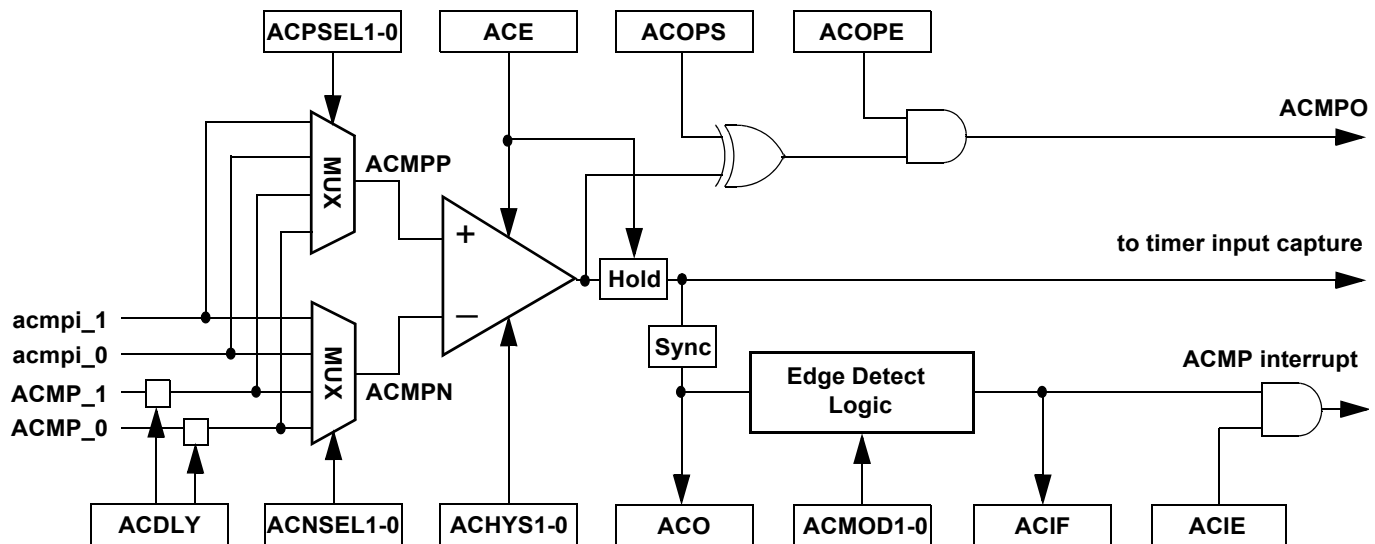 ACPSEL1-0
ACE
ACOPS
ACOPE
ACMPO
MUX
ACMPP
+
to timer input capture
Hold
acmpi_1
acmpi_0
ACMP_1
ACMP_0
MUX
ACMPN
–
Sync
Edge Detect
Logic
ACMP interrupt
ACDLY
ACNSEL1-0
ACHYS1-0
ACO
ACMOD1-0
ACIF
ACIE